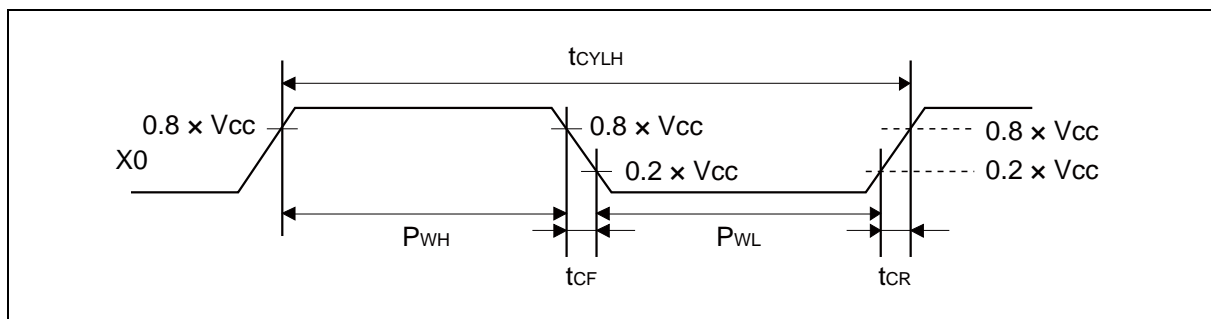 tCYLH
0.8 × Vcc
0.8 × Vcc
0.8 × Vcc
X0
0.2 × Vcc
0.2 × Vcc
PWH
PWL
tCF
tCR